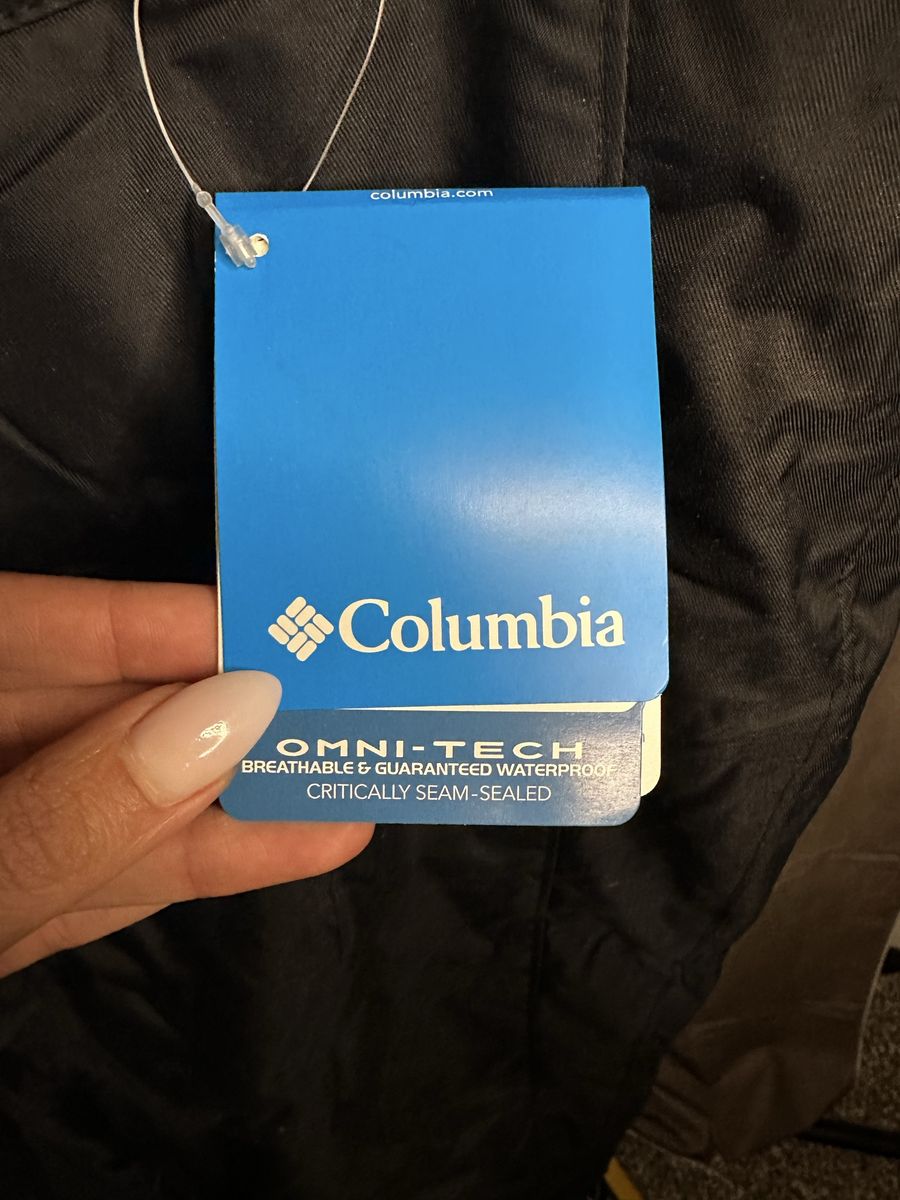 columbia.com
Columbia
OMNI-TECH
BREATHABLE & GUARANTEED WATERPROOF
CRITICALLY SEAM-SEALED